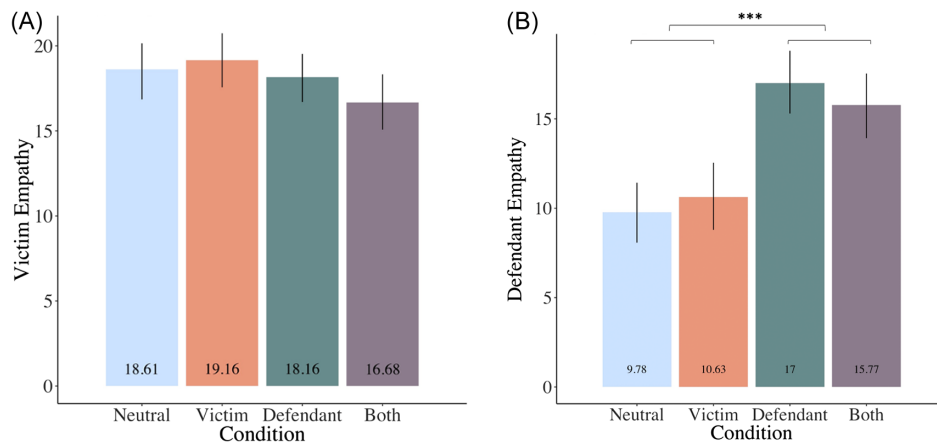 (A)
Victim Empathy
20
15
10
5
0
18.61 19.16 18.16 16.68
Neutral Victim Defendant Both
Condition
(B)
***
Defendant Empathy
15
10
5
0
9.78 10.63 17 15.77
Neutral Victim Defendant Both
Condition